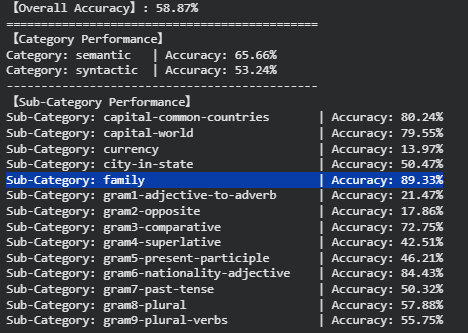 【Overall Accuracy】: 58.87%
============================================
【Category Performance】
Category: semantic | Accuracy: 65.66%
Category: syntactic | Accuracy: 53.24%
--------------------------------------------
【Sub-Category Performance】
Sub-Category: capital-common-countries | Accuracy: 80.24%
Sub-Category: capital-world | Accuracy: 79.55%
Sub-Category: currency | Accuracy: 13.97%
Sub-Category: city-in-state | Accuracy: 50.47%
Sub-Category: family | Accuracy: 89.33%
Sub-Category: gram1-adjective-to-adverb | Accuracy: 21.47%
Sub-Category: gram2-opposite | Accuracy: 17.86%
Sub-Category: gram3-comparative | Accuracy: 72.75%
Sub-Category: gram4-superlative | Accuracy: 42.51%
Sub-Category: gram5-present-participle | Accuracy: 46.21%
Sub-Category: gram6-nationality-adjective | Accuracy: 84.43%
Sub-Category: gram7-past-tense | Accuracy: 50.32%
Sub-Category: gram8-plural | Accuracy: 57.88%
Sub-Category: gram9-plural-verbs | Accuracy: 55.75%